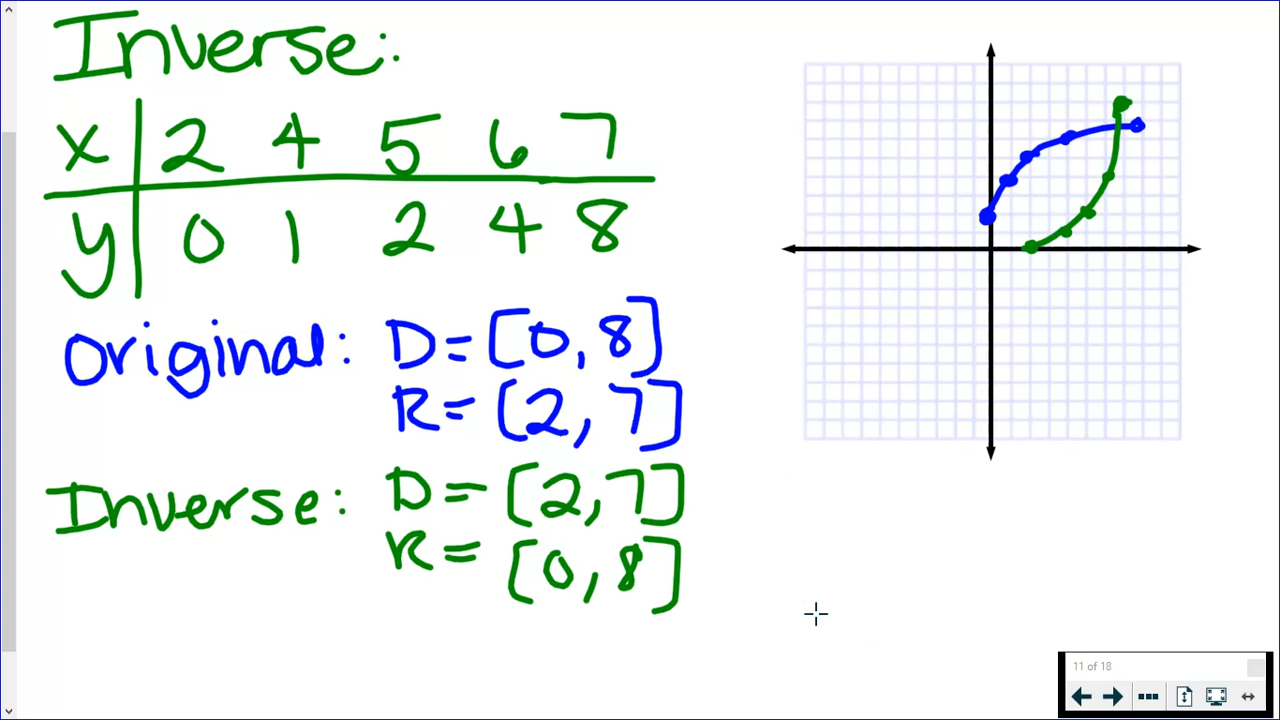 Inverse:
x 2 4 5 6 7
y 0 1 2 4 8
Original: D = [0, 8]
R = [2, 7]
Inverse: D = [2, 7]
R = [0, 8]
11 of 18